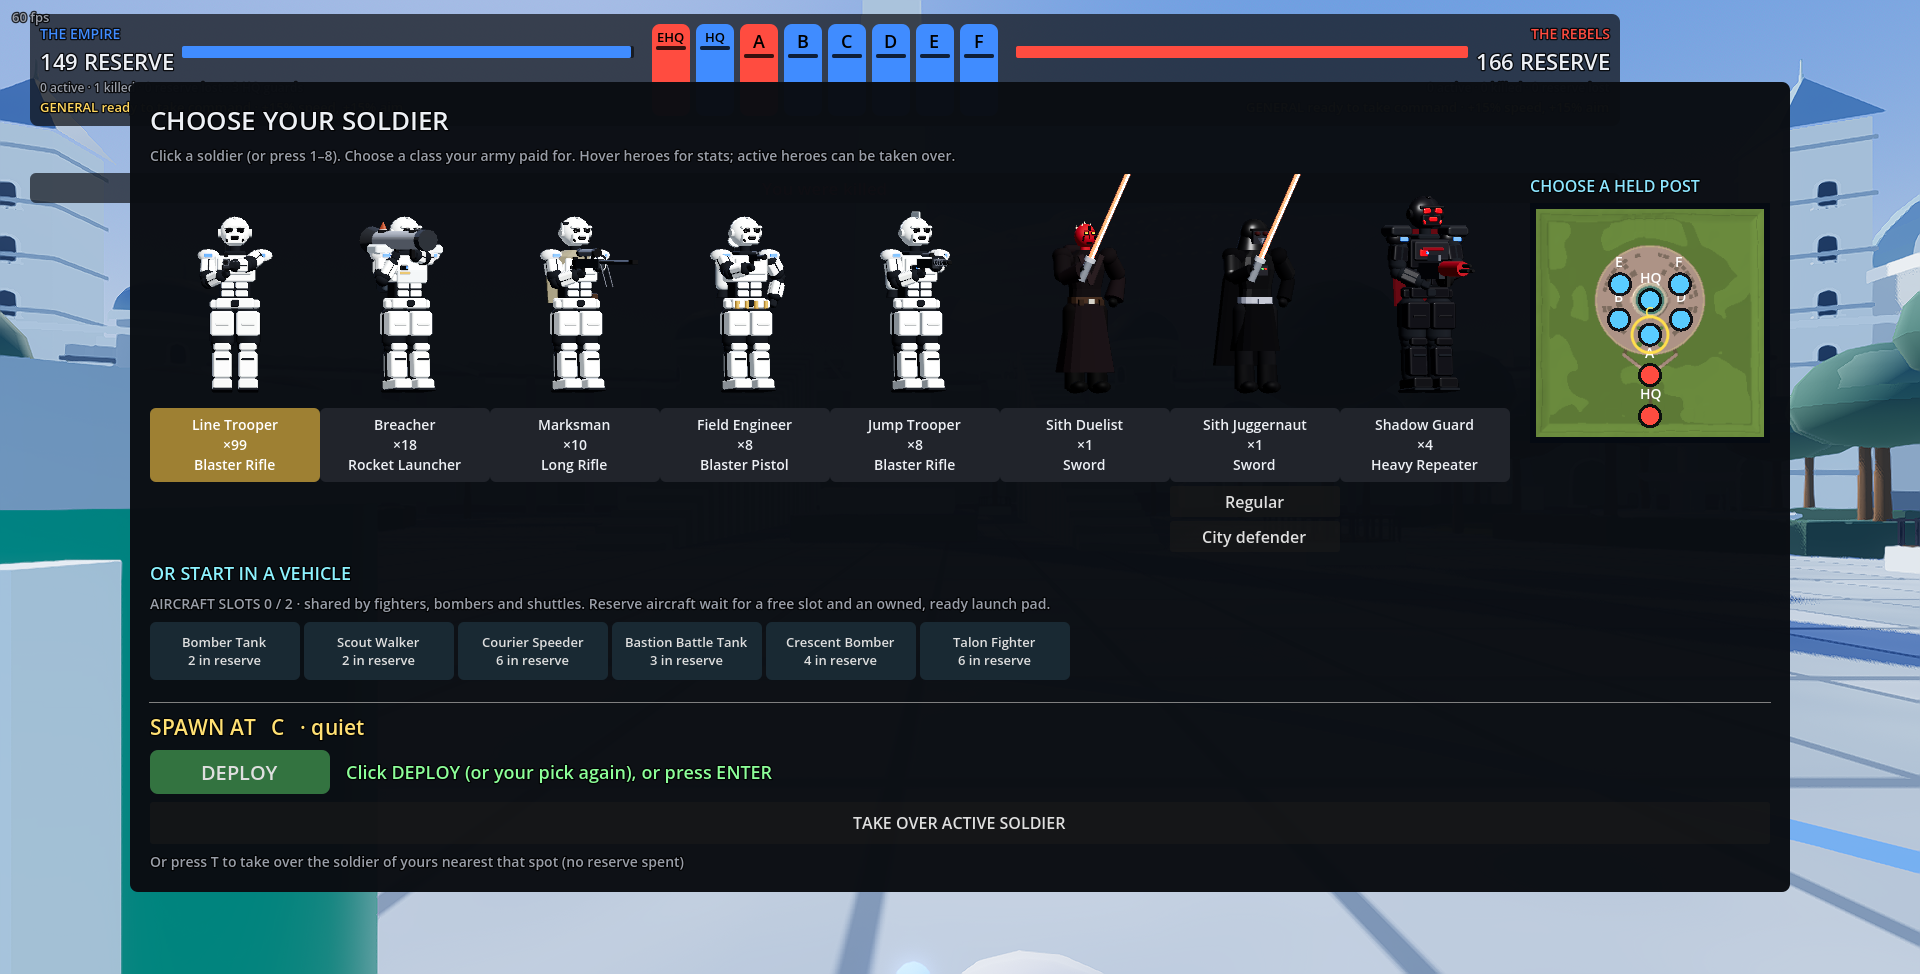 60 fps
THE EMPIRE
149 RESERVE
0 active · 1 killed
GENERAL read
EHQ HQ A B C D E F
THE REBELS
166 RESERVE
CHOOSE YOUR SOLDIER
Click a soldier (or press 1–8). Choose a class your army paid for. Hover heroes for stats; active heroes can be taken over.
CHOOSE A HELD POST
E F
HQ
B D
A
HQ
Line Trooper
×99
Blaster Rifle
Breacher
×18
Rocket Launcher
Marksman
×10
Long Rifle
Field Engineer
×8
Blaster Pistol
Jump Trooper
×8
Blaster Rifle
Sith Duelist
×1
Sword
Sith Juggernaut
×1
Sword
Shadow Guard
×4
Heavy Repeater
Regular
City defender
OR START IN A VEHICLE
AIRCRAFT SLOTS 0 / 2 · shared by fighters, bombers and shuttles. Reserve aircraft wait for a free slot and an owned, ready launch pad.
Bomber Tank
2 in reserve
Scout Walker
2 in reserve
Courier Speeder
6 in reserve
Bastion Battle Tank
3 in reserve
Crescent Bomber
4 in reserve
Talon Fighter
6 in reserve
SPAWN AT C · quiet
DEPLOY
Click DEPLOY (or your pick again), or press ENTER
TAKE OVER ACTIVE SOLDIER
Or press T to take over the soldier of yours nearest that spot (no reserve spent)